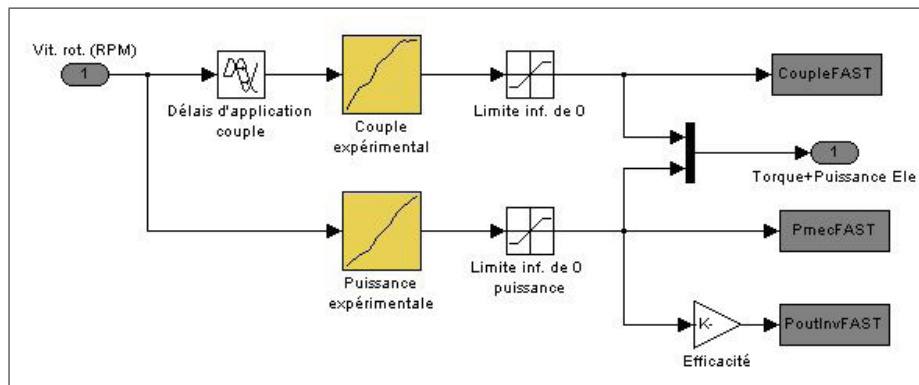 Vit. rot. (RPM)
1
Délais d'application
couple
Couple
expérimental
Limite inf. de 0
CoupleFAST
1
Torque+Puissance Ele
Puissance
expérimentale
Limite inf. de 0
puissance
PmecFAST
K-
Efficacité
PoutInvFAST